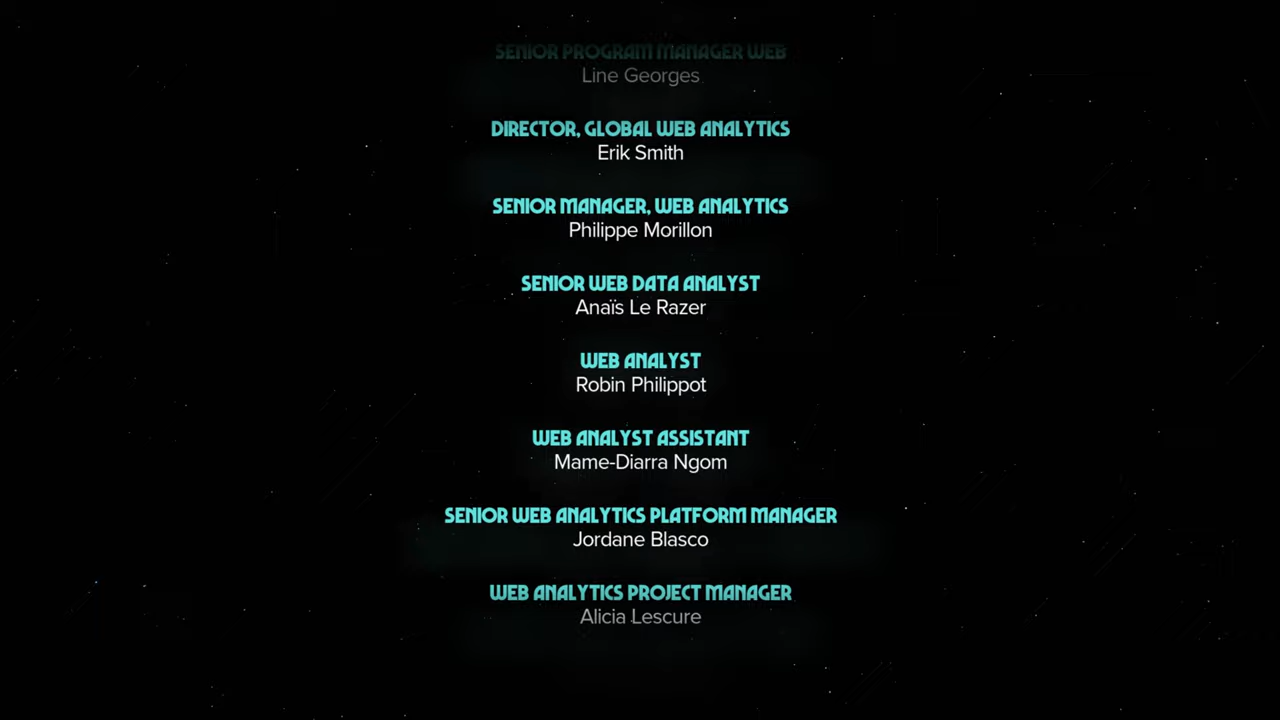 SENIOR PROGRAM MANAGER WEB
Line Georges
DIRECTOR, GLOBAL WEB ANALYTICS
Erik Smith
SENIOR MANAGER, WEB ANALYTICS
Philippe Morillon
SENIOR WEB DATA ANALYST
Anaïs Le Razer
WEB ANALYST
Robin Philippot
WEB ANALYST ASSISTANT
Mame-Diarra Ngom
SENIOR WEB ANALYTICS PLATFORM MANAGER
Jordane Blasco
WEB ANALYTICS PROJECT MANAGER
Alicia Lescure